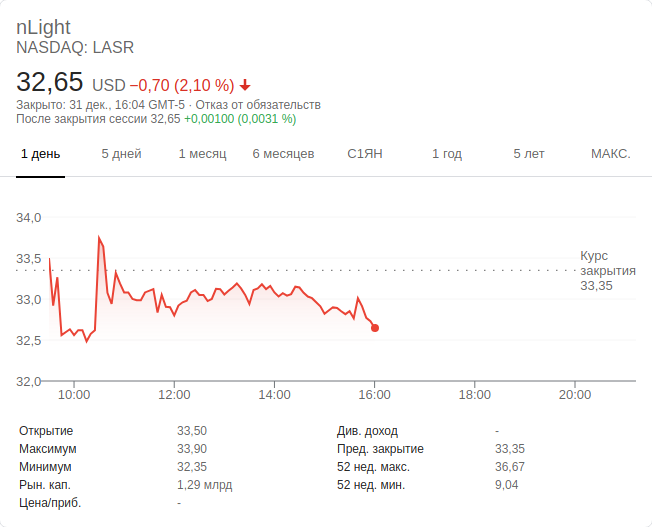 nLight
NASDAQ: LASR
32,65 USD −0,70 (2,10 %)
Закрыто: 31 дек., 16:04 GMT-5 · Отказ от обязательств
После закрытия сессии 32,65 +0,00100 (0,0031 %)
1 день 5 дней 1 месяц 6 месяцев С1ЯН 1 год 5 лет МАКС.
34,0
33,5
33,0
32,5
32,0
Курс
закрытия
33,35
10:00 12:00 14:00 16:00 18:00 20:00
Открытие 33,50 Див. доход -
Максимум 33,90 Пред. закрытие 33,35
Минимум 32,35 52 нед. макс. 36,67
Рын. кап. 1,29 млрд 52 нед. мин. 9,04
Цена/приб. -